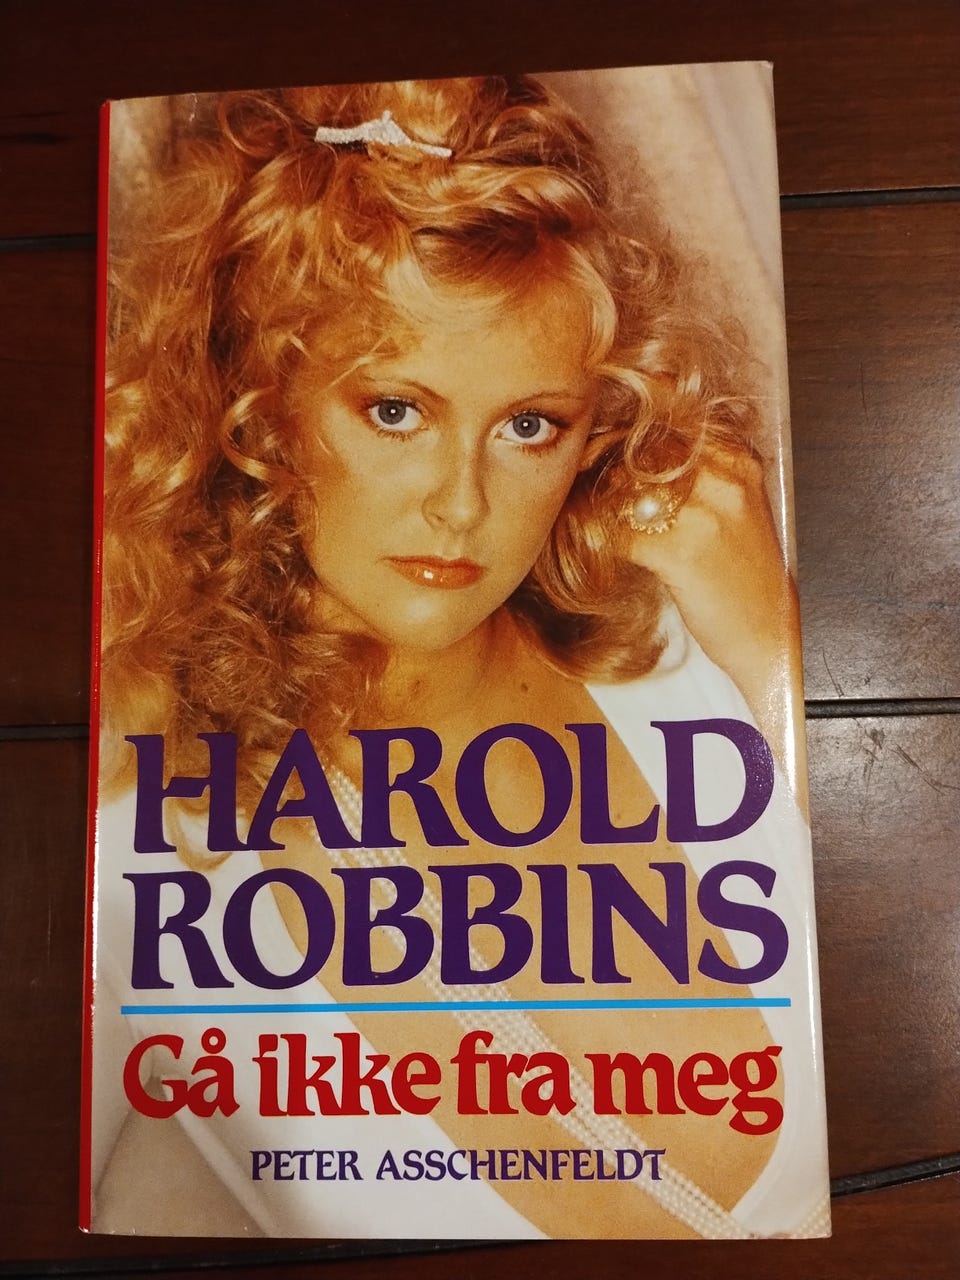 HAROLD
ROBBINS
Gå ikke fra meg
PETER ASSCHENFELDT